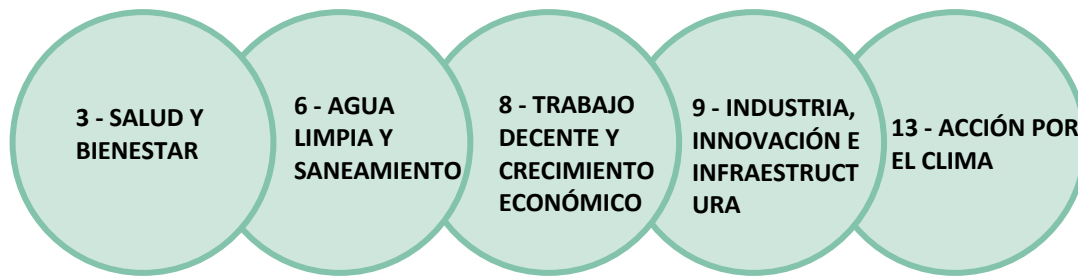 3 - SALUD Y
BIENESTAR
6 - AGUA
LIMPIA Y
SANEAMIENTO
8 - TRABAJO
DECENTE Y
CRECIMIENTO
ECONÓMICO
9 - INDUSTRIA,
INNOVACIÓN E
INFRAESTRUCT
URA
13 - ACCIÓN POR
EL CLIMA